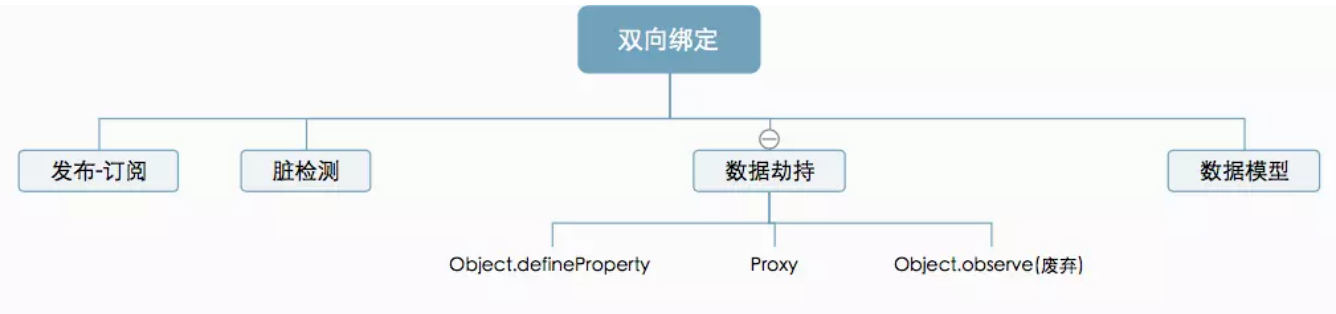 双向绑定
发布-订阅
脏检测
数据劫持
数据模型
Object.defineProperty
Proxy
Object.observe(废弃)